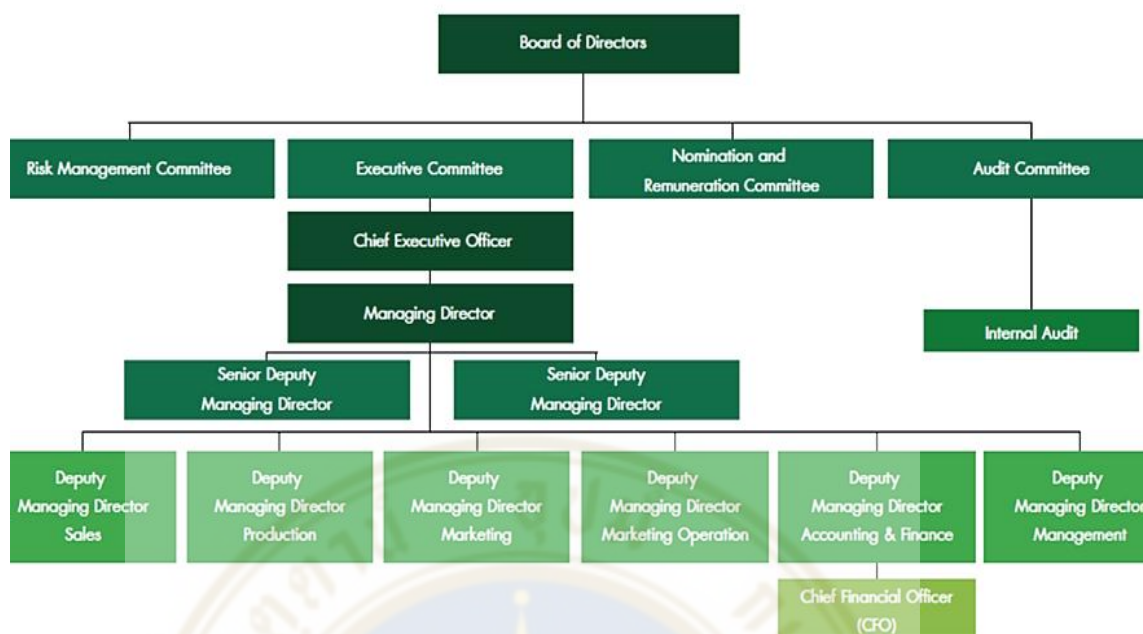 Board of Directors
Risk Management Committee
Executive Committee
Nomination and
Remuneration Committee
Audit Committee
Chief Executive Officer
Managing Director
Internal Audit
Senior Deputy
Managing Director
Senior Deputy
Managing Director
Deputy
Managing Director
Sales
Deputy
Managing Director
Production
Deputy
Managing Director
Marketing
Deputy
Managing Director
Marketing Operation
Deputy
Managing Director
Accounting & Finance
Deputy
Managing Director
Management
Chief Financial Officer
(CFO)